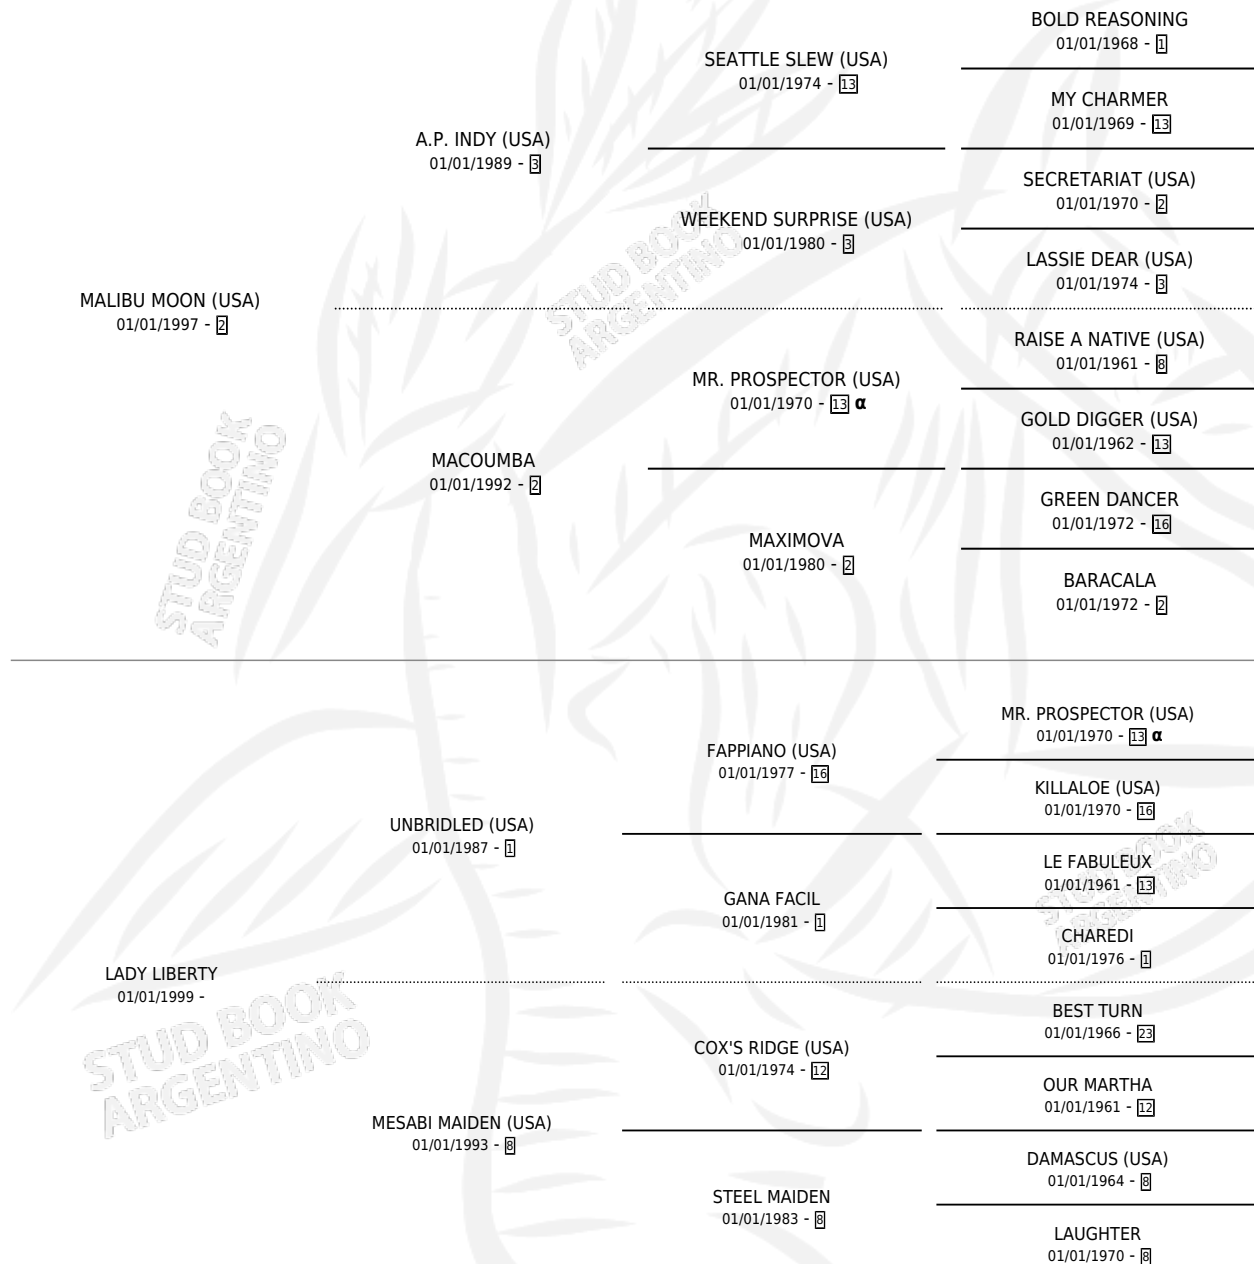 BOLD REASONING
01/01/1968 - 1
SEATTLE SLEW (USA)
01/01/1974 - 13
MY CHARMER
01/01/1969 - 13
A.P. INDY (USA)
01/01/1989 - 3
SECRETARIAT (USA)
01/01/1970 - 2
WEEKEND SURPRISE (USA)
01/01/1980 - 3
LASSIE DEAR (USA)
01/01/1974 - 3
MALIBU MOON (USA)
01/01/1997 - 2
RAISE A NATIVE (USA)
01/01/1961 - 8
MR. PROSPECTOR (USA)
01/01/1970 - 13 α
GOLD DIGGER (USA)
01/01/1962 - 13
MACOUMBA
01/01/1992 - 2
GREEN DANCER
01/01/1972 - 16
MAXIMOVA
01/01/1980 - 2
BARACALA
01/01/1972 - 2
MR. PROSPECTOR (USA)
01/01/1970 - 13 α
FAPPIANO (USA)
01/01/1977 - 16
KILLALOE (USA)
01/01/1970 - 16
UNBRIDLED (USA)
01/01/1987 - 1
LE FABULEUX
01/01/1961 - 13
GANA FACIL
01/01/1981 - 1
CHAREDI
01/01/1976 - 1
LADY LIBERTY
01/01/1999 -
BEST TURN
01/01/1966 - 23
COX'S RIDGE (USA)
01/01/1974 - 12
OUR MARTHA
01/01/1961 - 12
MESABI MAIDEN (USA)
01/01/1993 - 8
DAMASCUS (USA)
01/01/1964 - 8
STEEL MAIDEN
01/01/1983 - 8
LAUGHTER
01/01/1970 - 8
STUD BOOK
ARGENTINO
STUD BOOK
ARGENTINO
STUD BOOK
ARGENTINO
STUD BOOK
ARGENTINO